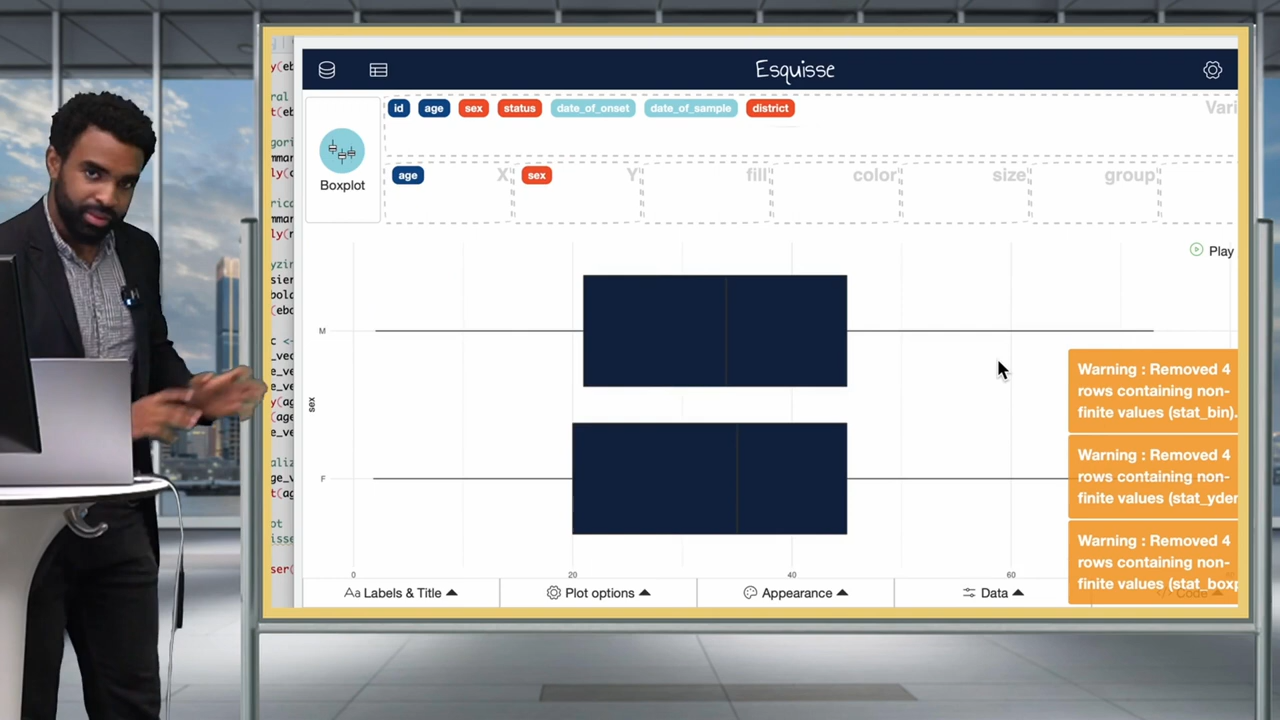 Esquisse
id age sex status date_of_onset date_of_sample district
Vari
Boxplot
age X sex Y fill color size group
Play
M
F
sex
Warning : Removed 4
rows containing non-
finite values (stat_bin).
Warning : Removed 4
rows containing non-
finite values (stat_yder
Warning : Removed 4
rows containing non-
finite values (stat_boxp
0 20 40 60
Aa Labels & Title Plot options Appearance Data Code